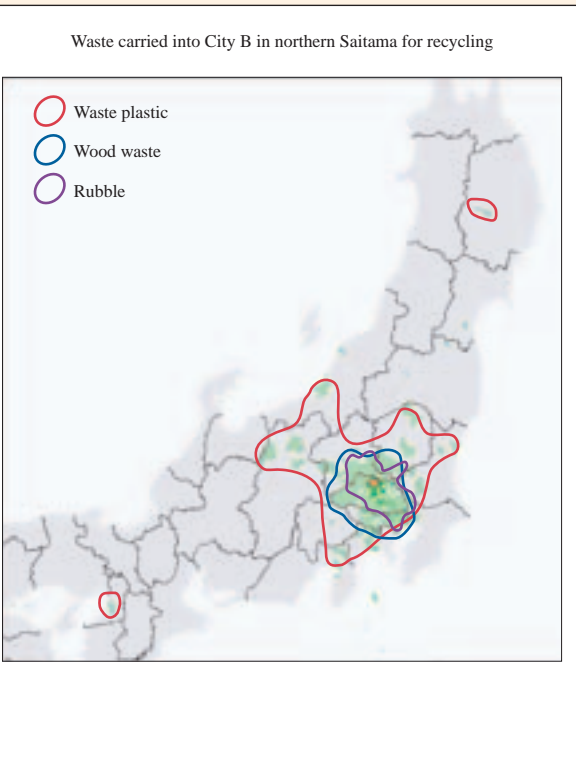 Waste carried into City B in northern Saitama for recycling
Waste plastic
Wood waste
Rubble